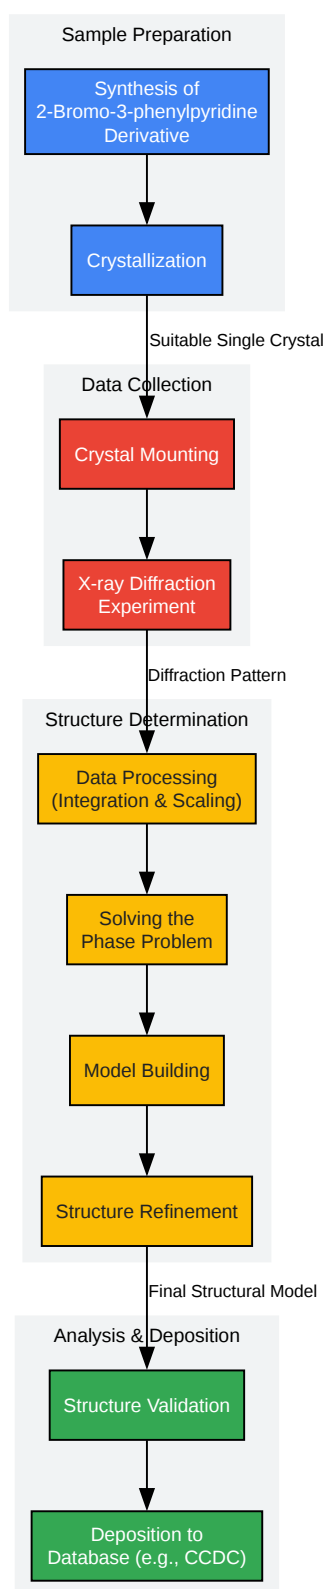 Sample Preparation
Synthesis of
2-Bromo-3-phenylpyridine
Derivative
Crystallization
Suitable Single Crystal
Data Collection
Crystal Mounting
X-ray Diffraction
Experiment
Diffraction Pattern
Structure Determination
Data Processing
(Integration & Scaling)
Solving the
Phase Problem
Model Building
Structure Refinement
Final Structural Model
Analysis & Deposition
Structure Validation
Deposition to
Database (e.g., CCDC)